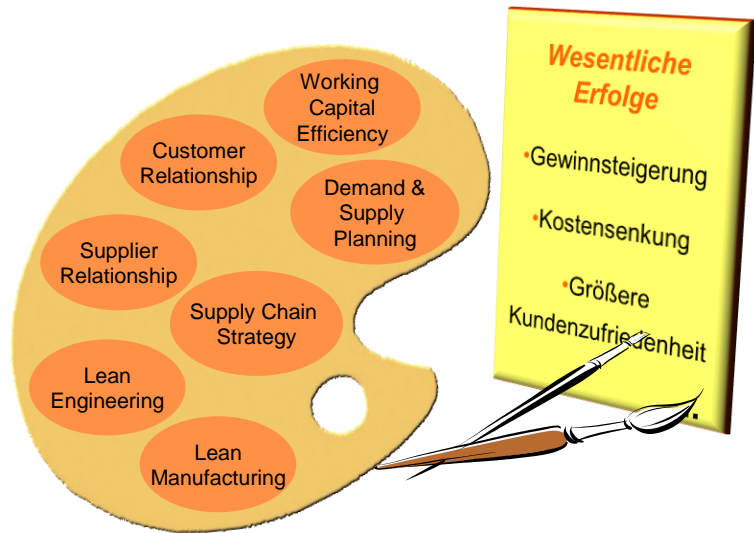 Working
Capital
Efficiency
Customer
Relationship
Demand &
Supply
Planning
Supplier
Relationship
Supply Chain
Strategy
Lean
Engineering
Lean
Manufacturing
Wesentliche
Erfolge
•Gewinnsteigerung
•Kostensenkung
•Größere
Kundenzufriedenheit
..